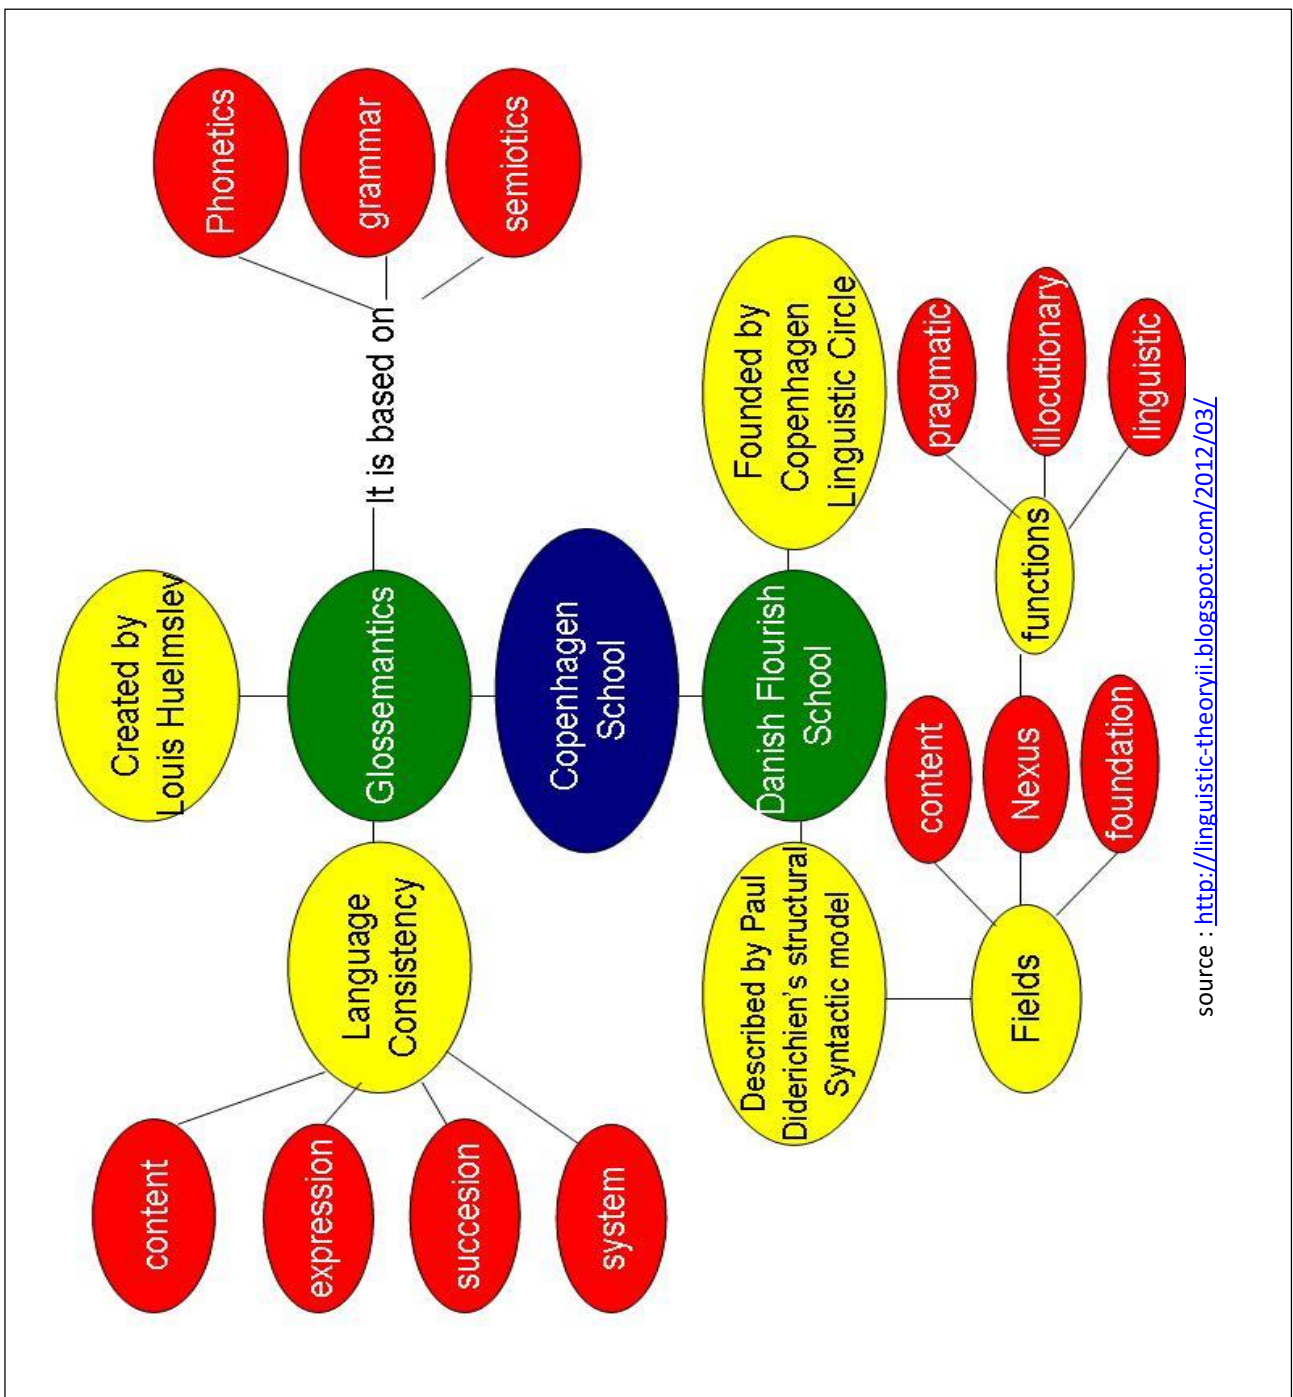 content
expression
succesion
system
Language
Consistency
Created by
Louis Huelmslev
Glossemantics
It is based on
Phonetics
grammar
semiotics
Copenhagen
School
Described by Paul
Diderichien's structural
Syntactic model
Danish Flourish
School
Founded by
Copenhagen
Linguistic Circle
Fields
content
Nexus
foundation
functions
pragmatic
illocutionary
linguistic
source : http://linguistic-theoryii.blogspot.com/2012/03/